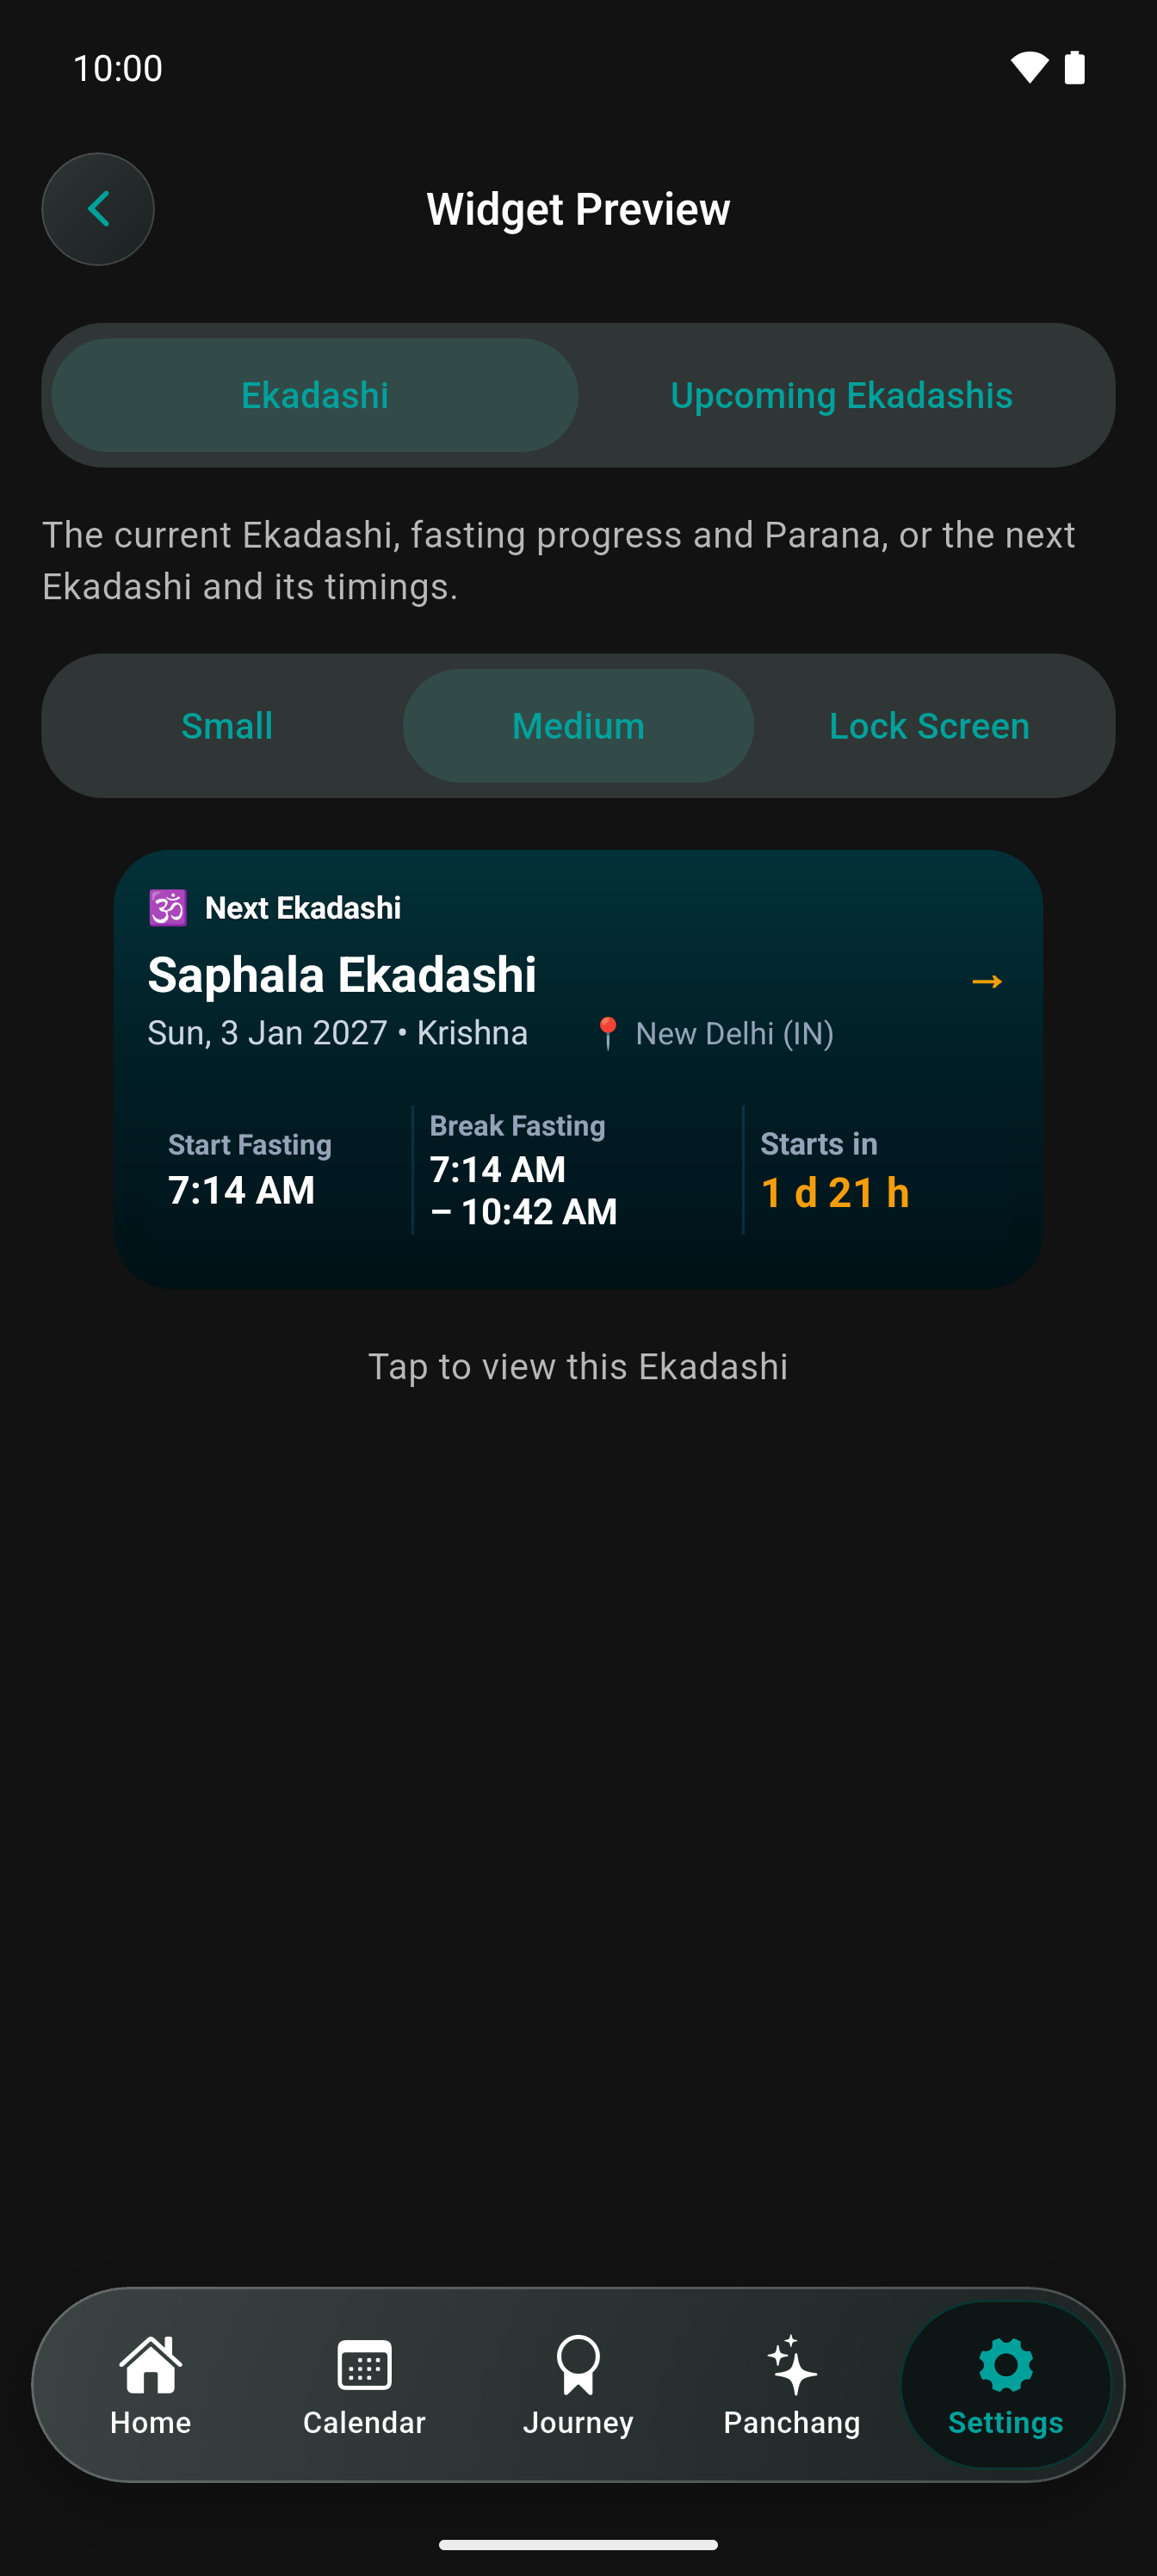 10:00
Widget Preview
Ekadashi
Upcoming Ekadashis
The current Ekadashi, fasting progress and Parana, or the next
Ekadashi and its timings.
Small
Medium
Lock Screen
🕉️ Next Ekadashi
Saphala Ekadashi
→
Sun, 3 Jan 2027 • Krishna
📍 New Delhi (IN)
Start Fasting
7:14 AM
Break Fasting
7:14 AM
– 10:42 AM
Starts in
1 d 21 h
Tap to view this Ekadashi
Home
Calendar
Journey
Panchang
Settings